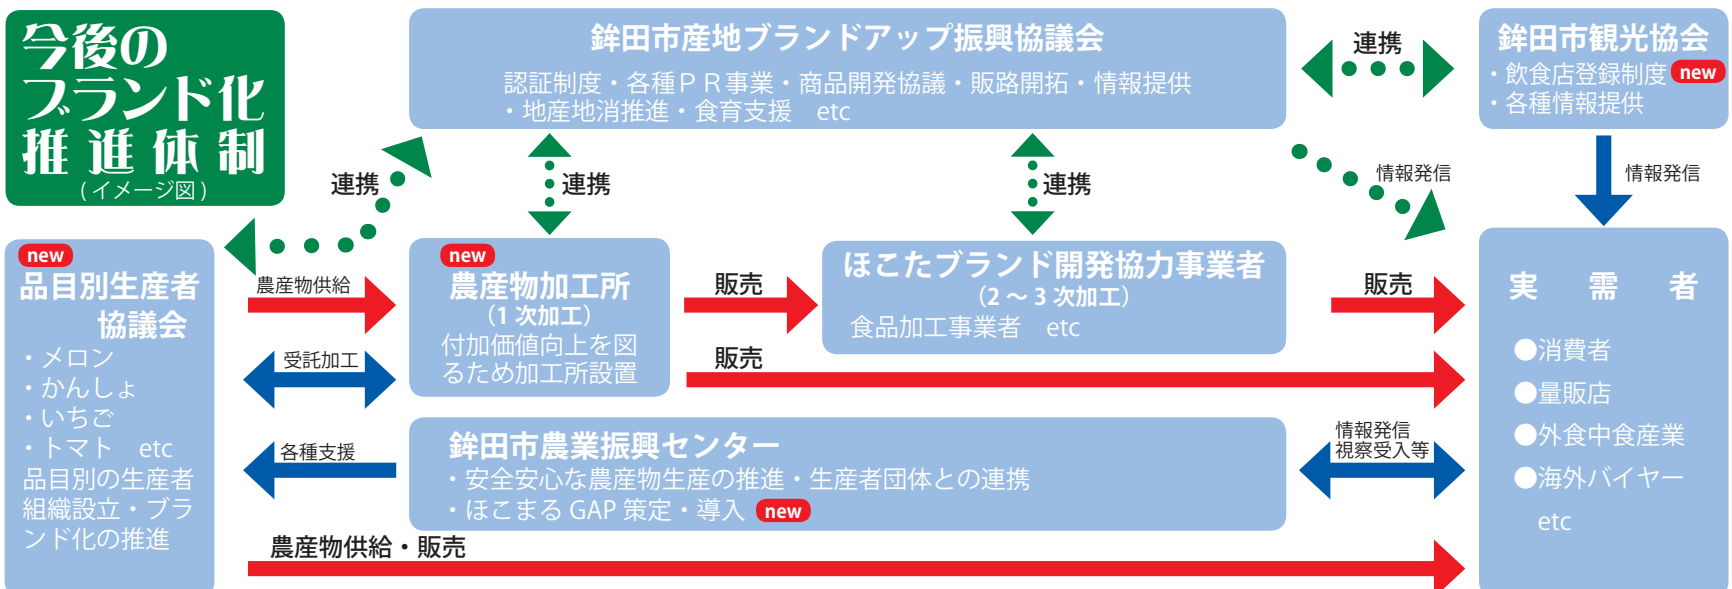 今後の
ブランド化
推進体制
(イメージ図)
鉾田市産地ブランドアップ振興協議会
認証制度・各種ＰＲ事業・商品開発協議・販路開拓・情報提供
・地産地消推進・食育支援　etc
連携
鉾田市観光協会
・飲食店登録制度 new
・各種情報提供
連携
連携
連携
情報発信
情報発信
new
品目別生産者
協議会
・メロン
・かんしょ
・いちご
・トマト　etc
品目別の生産者
組織設立・ブラ
ンド化の推進
農産物供給
受託加工
各種支援
new
農産物加工所
（1 次加工）
付加価値向上を図
るため加工所設置
販売
販売
ほこたブランド開発協力事業者
（2 ～ 3 次加工）
食品加工事業者　etc
販売
鉾田市農業振興センター
・安全安心な農産物生産の推進・生産者団体との連携
・ほこまる GAP 策定・導入 new
情報発信
視察受入等
農産物供給・販売
実　需　者
●消費者
●量販店
●外食中食産業
●海外バイヤー
etc